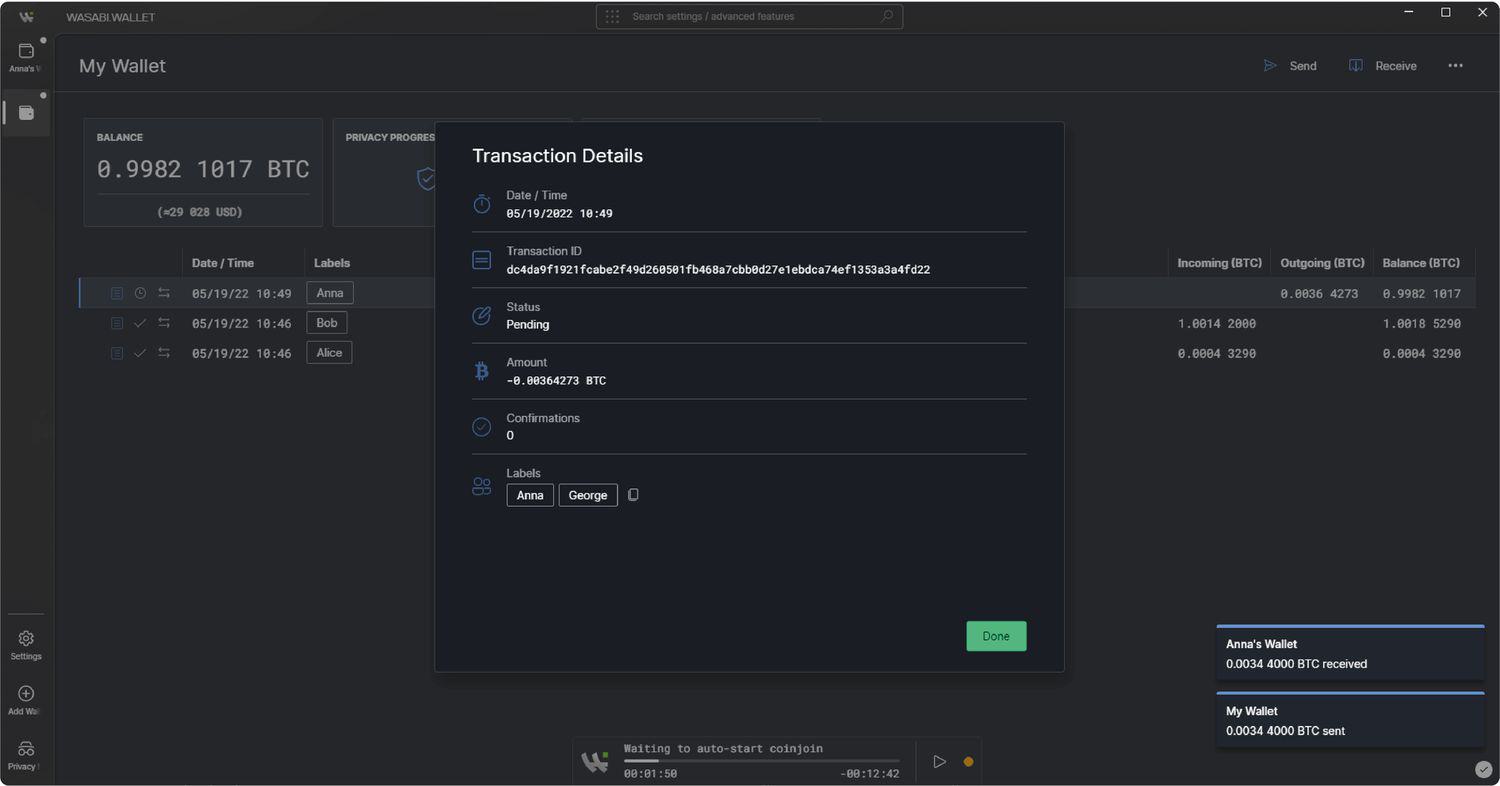 WASABI.WALLET
Search settings / advanced features
Anna's W
My Wallet
Send
Receive
BALANCE
0.9982 1017 BTC
(≈29 028 USD)
PRIVACY PROGRES
Date / Time Labels Incoming (BTC) Outgoing (BTC) Balance (BTC)
05/19/22 10:49 Anna 0.0036 4273 0.9982 1017
05/19/22 10:46 Bob 1.0014 2000 1.0018 5290
05/19/22 10:46 Alice 0.0004 3290 0.0004 3290
Transaction Details
Date / Time
05/19/2022 10:49
Transaction ID
dc4da9f1921fcabe2f49d260501fb468a7cbb0d27e1ebdca74ef1353a3a4fd22
Status
Pending
Amount
-0.00364273 BTC
Confirmations
0
Labels
Anna George
Done
Settings
Add Wal
Privacy
Anna's Wallet
0.0034 4000 BTC received
My Wallet
0.0034 4000 BTC sent
Waiting to auto-start coinjoin
00:01:50 -00:12:42